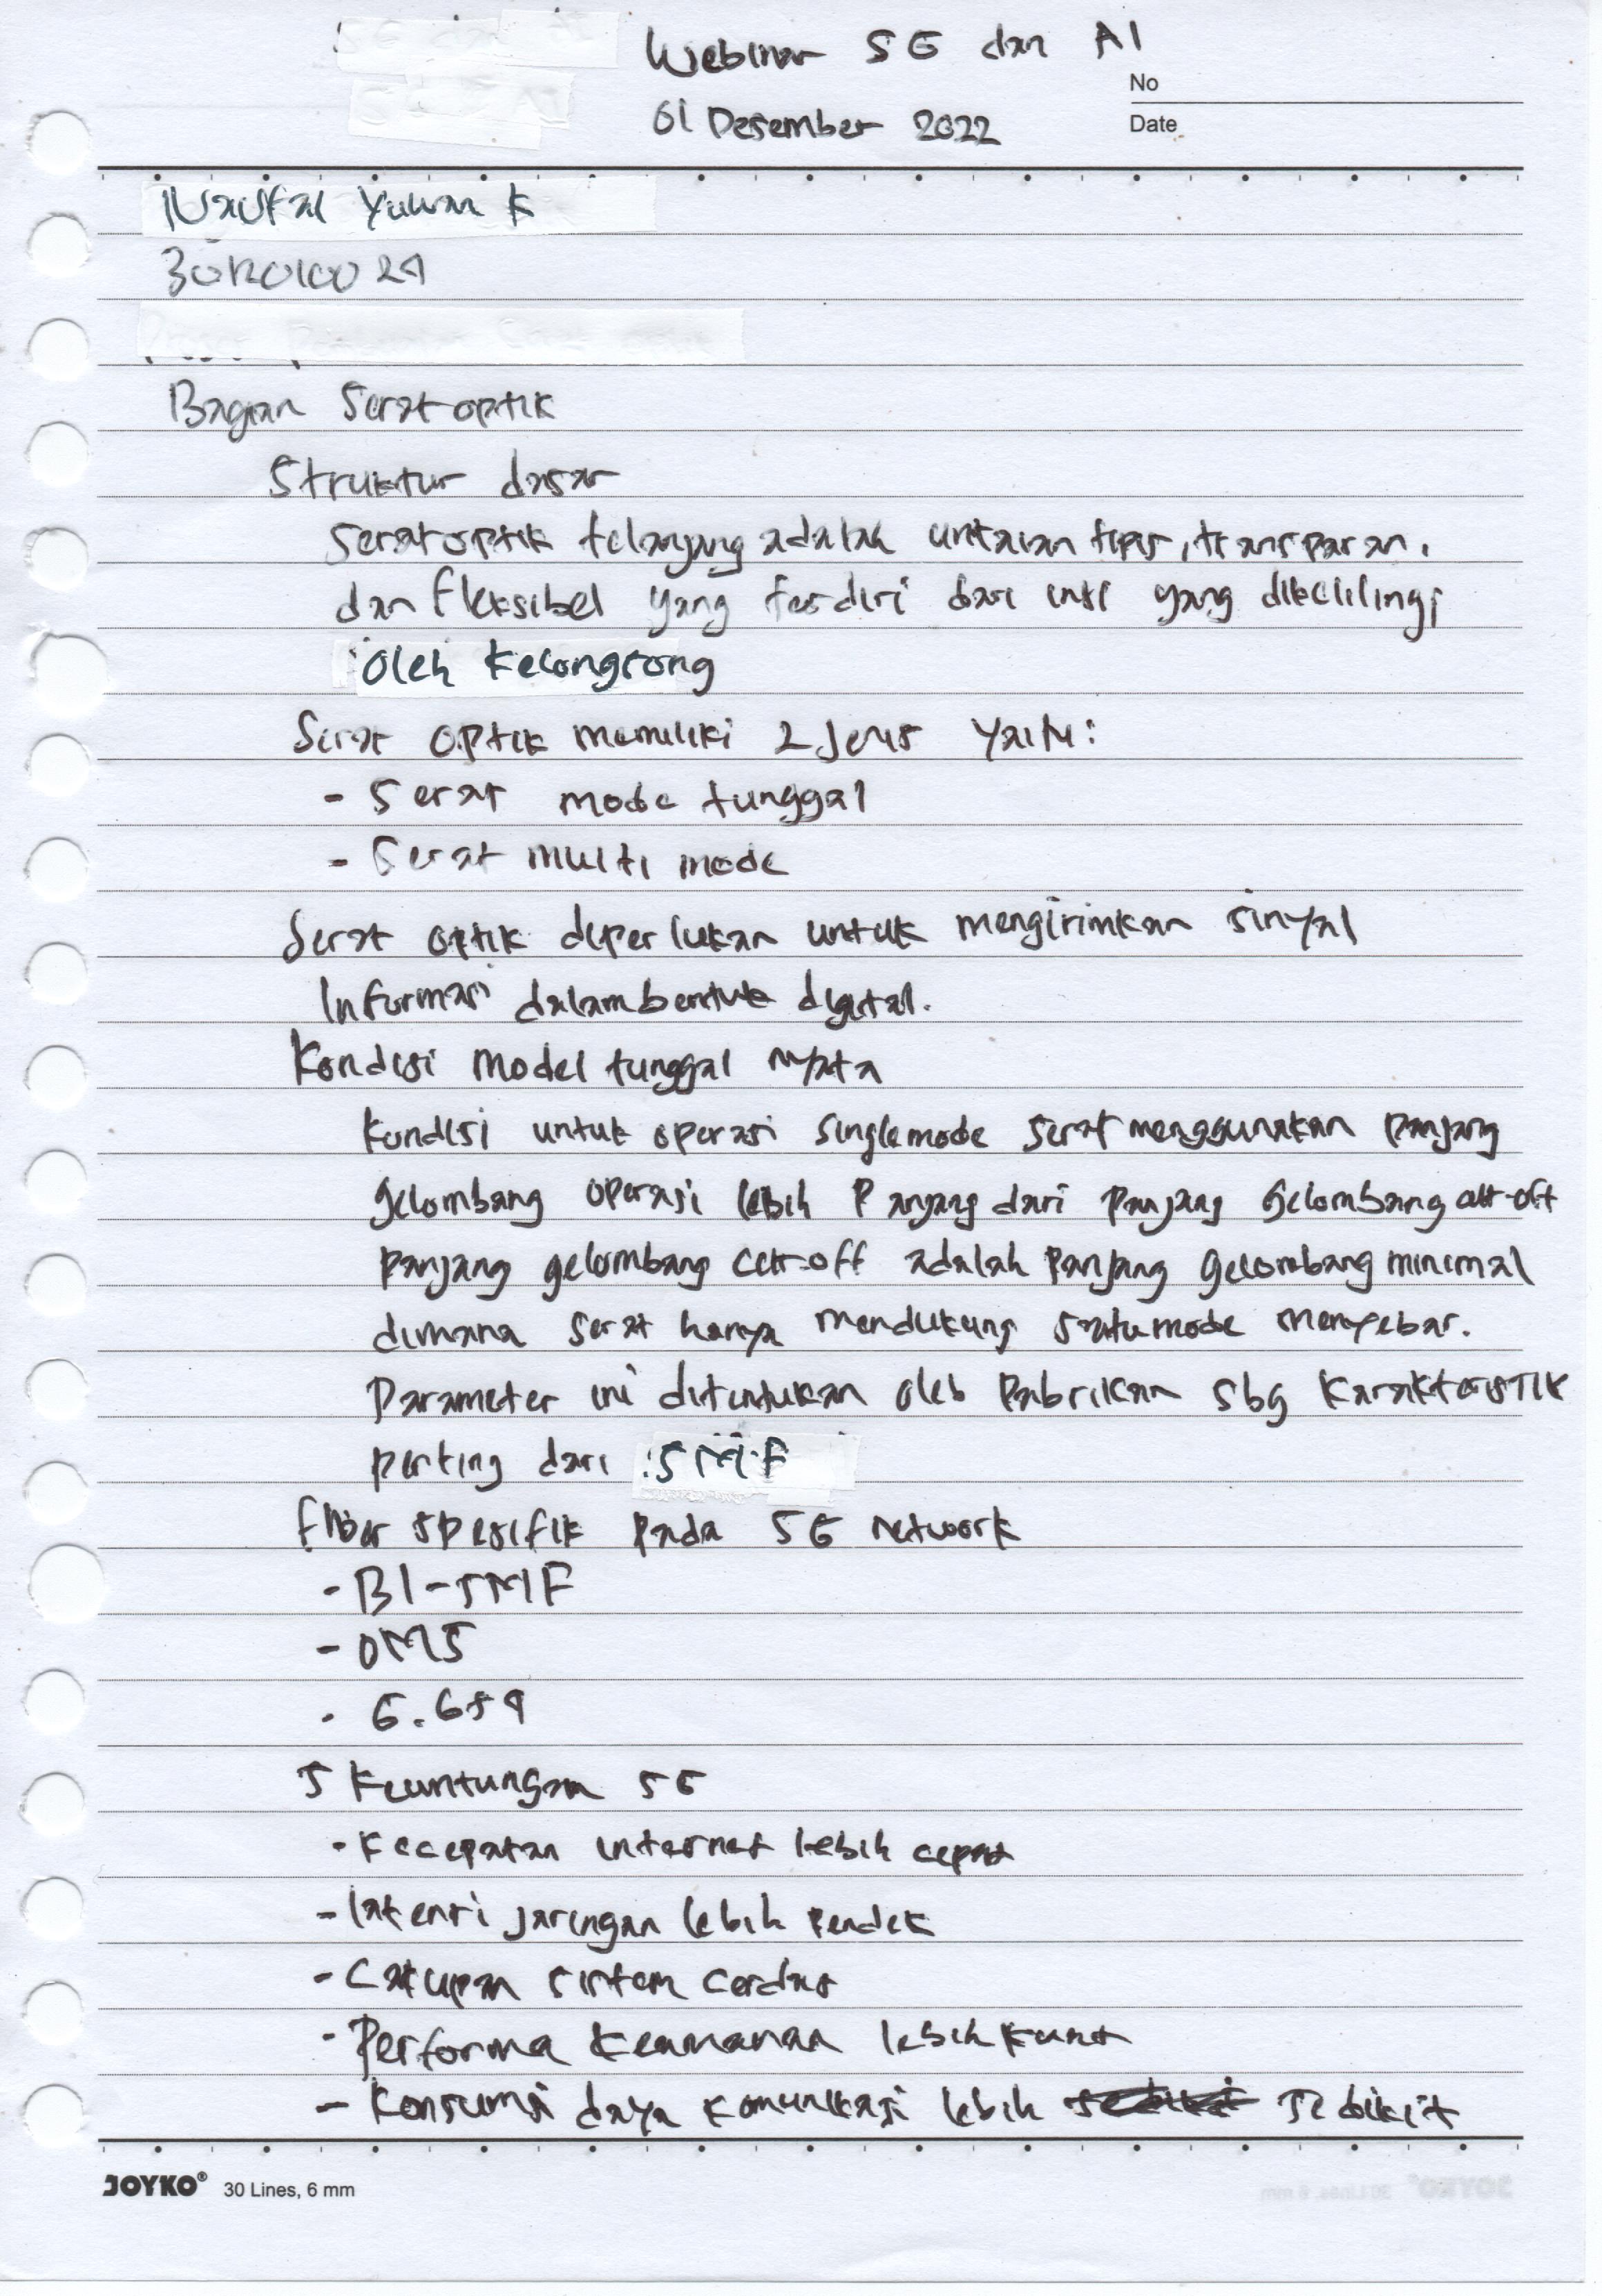 Webinar 5G dan AI
No
01 Desember 2022
Date
Naufal Yuwan K
Bagian Serat optik
Struktur dasar
Serat optik telanjang adalah untaian tipis, transparan,
dan fleksibel yang terdiri dari inti yang dikelilingi
Oleh Kelongsong
Serat optik memiliki 2 jenis yaitu:
- Serat mode tunggal
- Serat multi mode
Serat optik diperlukan untuk mengirimkan sinyal
Informasi dalam bentuk digital.
Kondisi Model tunggal nyata
Kondisi untuk operasi singlemode serat menggunakan panjang
gelombang operasi lebih panjang dari panjang gelombang cut-off
panjang gelombang cut-off adalah panjang gelombang minimal
dimana serat hanya mendukung satu mode menyebar.
Parameter ini ditentukan oleh Pabrikan sbg Karakteristik
penting dari SMF
fiber spesifik pada 5G network
- BI-SMF
- OM5
- G.654
5 Keuntungan 5G
- Kecepatan internet lebih cepat
- latensi jaringan lebih pendek
- Cakupan sistem cerdas
- Performa Keamanan lebih kuat
- Konsumsi daya komunikasi lebih sedikit
JOYKO® 30 Lines, 6 mm